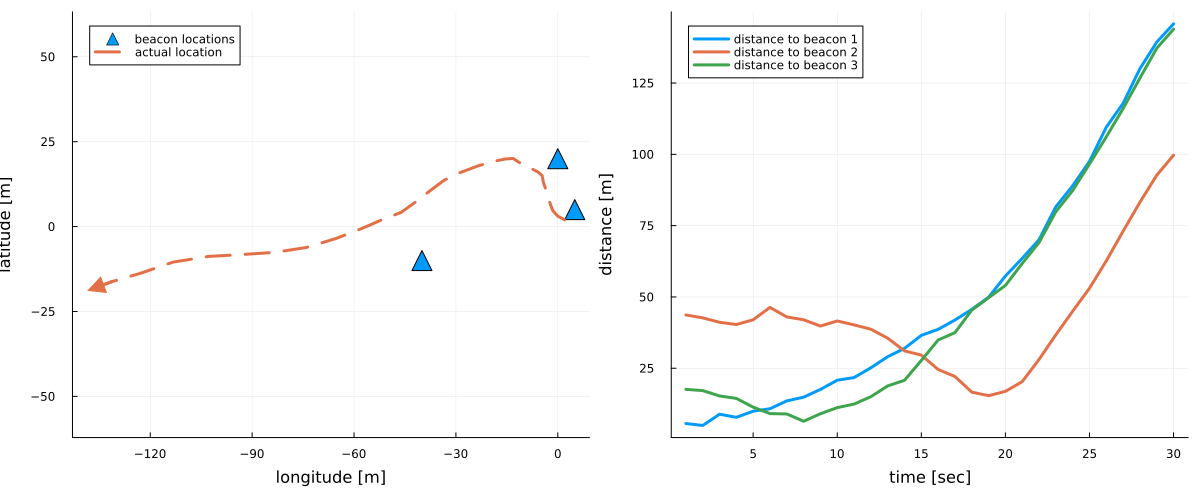 beacon locations
actual location
50
25
0
−25
−50
latitude [m]
−120
−90
−60
−30
0
longitude [m]
distance to beacon 1
distance to beacon 2
distance to beacon 3
125
100
75
50
25
distance [m]
5
10
15
20
25
30
time [sec]